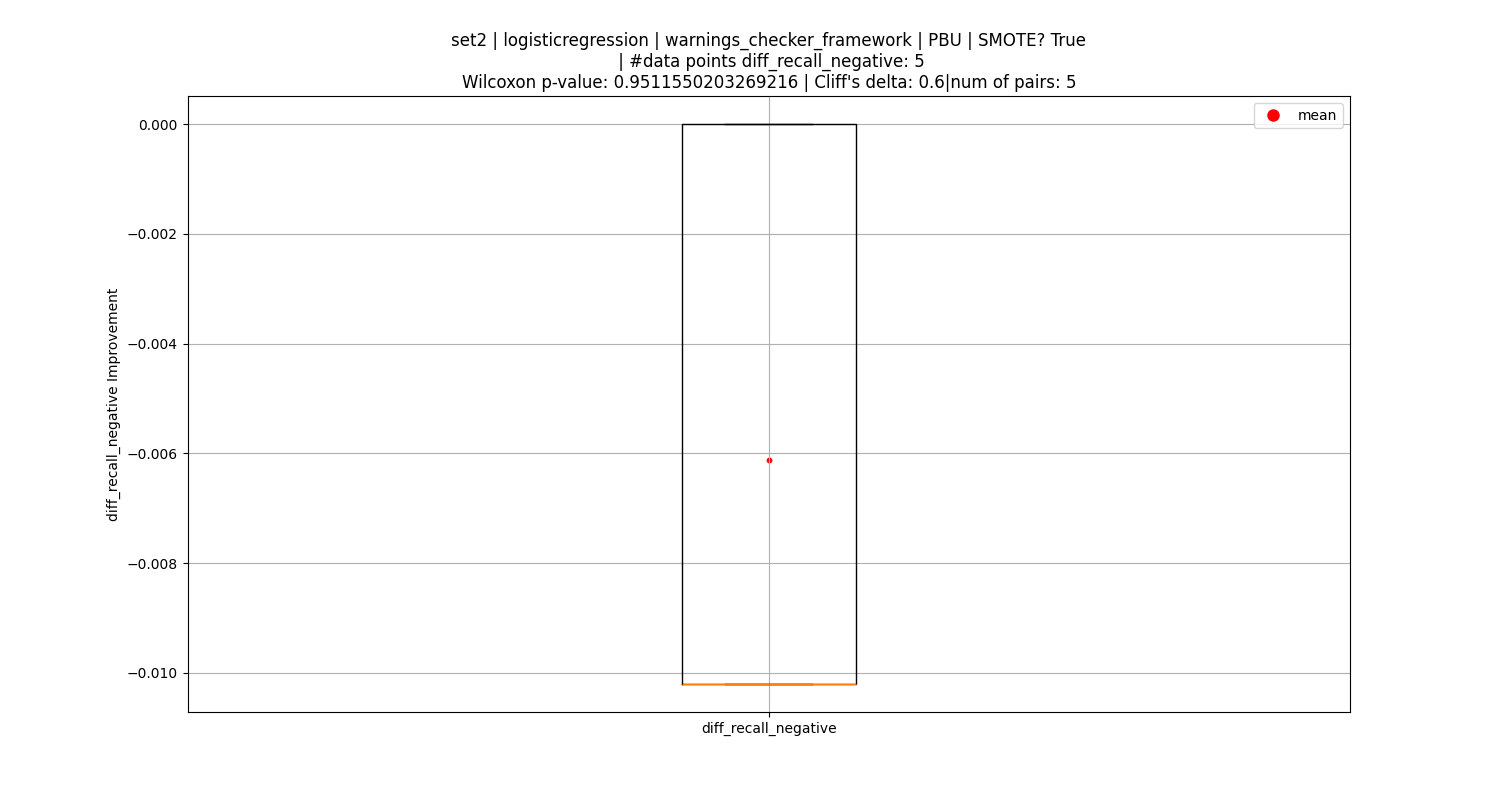 set2 | logisticregression | warnings_checker_framework | PBU | SMOTE? True
| #data points diff_recall_negative: 5
Wilcoxon p-value: 0.9511550203269216 | Cliff's delta: 0.6|num of pairs: 5
mean
0.000
−0.002
−0.004
−0.006
−0.008
−0.010
diff_recall_negative Improvement
diff_recall_negative